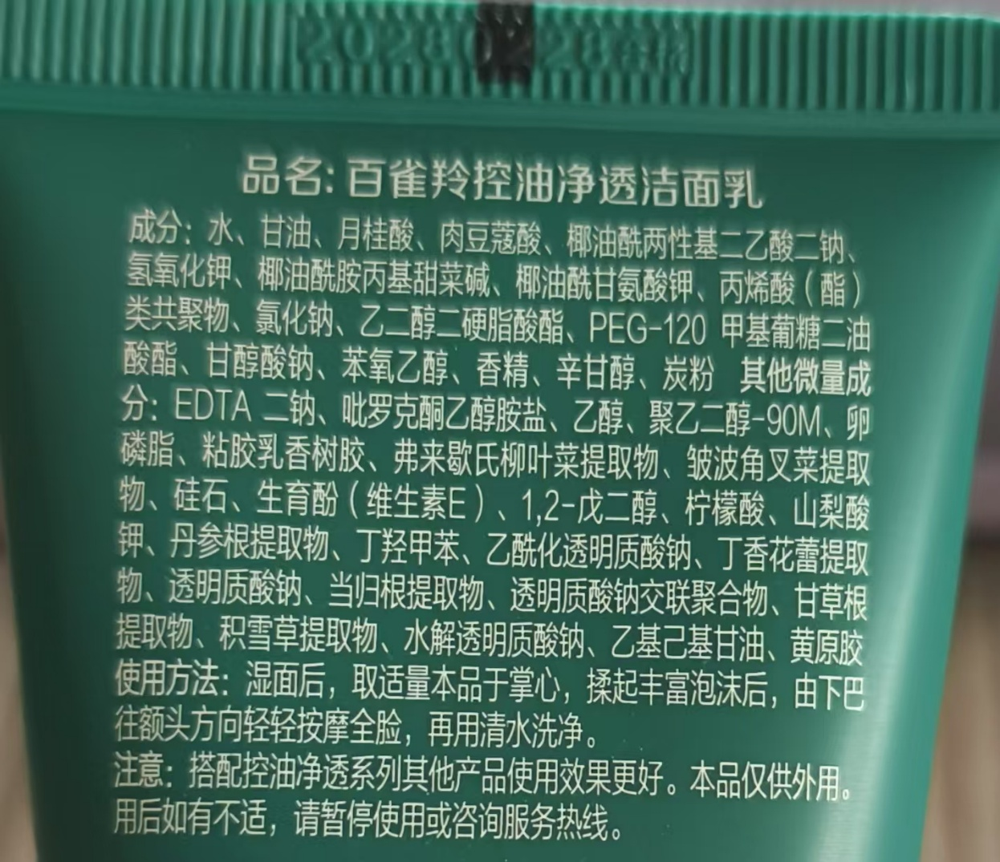 20280228合格
品名：百雀羚控油净透洁面乳
成分：水、甘油、月桂酸、肉豆蔻酸、椰油酰两性基二乙酸二钠、
氢氧化钾、椰油酰胺丙基甜菜碱、椰油酰甘氨酸钾、丙烯酸（酯）
类共聚物、氯化钠、乙二醇二硬脂酸酯、PEG-120 甲基葡糖二油
酸酯、甘醇酸钠、苯氧乙醇、香精、辛甘醇、炭粉 其他微量成
分：EDTA 二钠、吡罗克酮乙醇胺盐、乙醇、聚乙二醇-90M、卵
磷脂、粘胶乳香树胶、弗来歇氏柳叶菜提取物、皱波角叉菜提取
物、硅石、生育酚（维生素E）、1,2-戊二醇、柠檬酸、山梨酸
钾、丹参根提取物、丁羟甲苯、乙酰化透明质酸钠、丁香花蕾提取
物、透明质酸钠、当归根提取物、透明质酸钠交联聚合物、甘草根
提取物、积雪草提取物、水解透明质酸钠、乙基己基甘油、黄原胶
使用方法：湿面后，取适量本品于掌心，揉起丰富泡沫后，由下巴
往额头方向轻轻按摩全脸，再用清水洗净。
注意：搭配控油净透系列其他产品使用效果更好。本品仅供外用。
用后如有不适，请暂停使用或咨询服务热线。